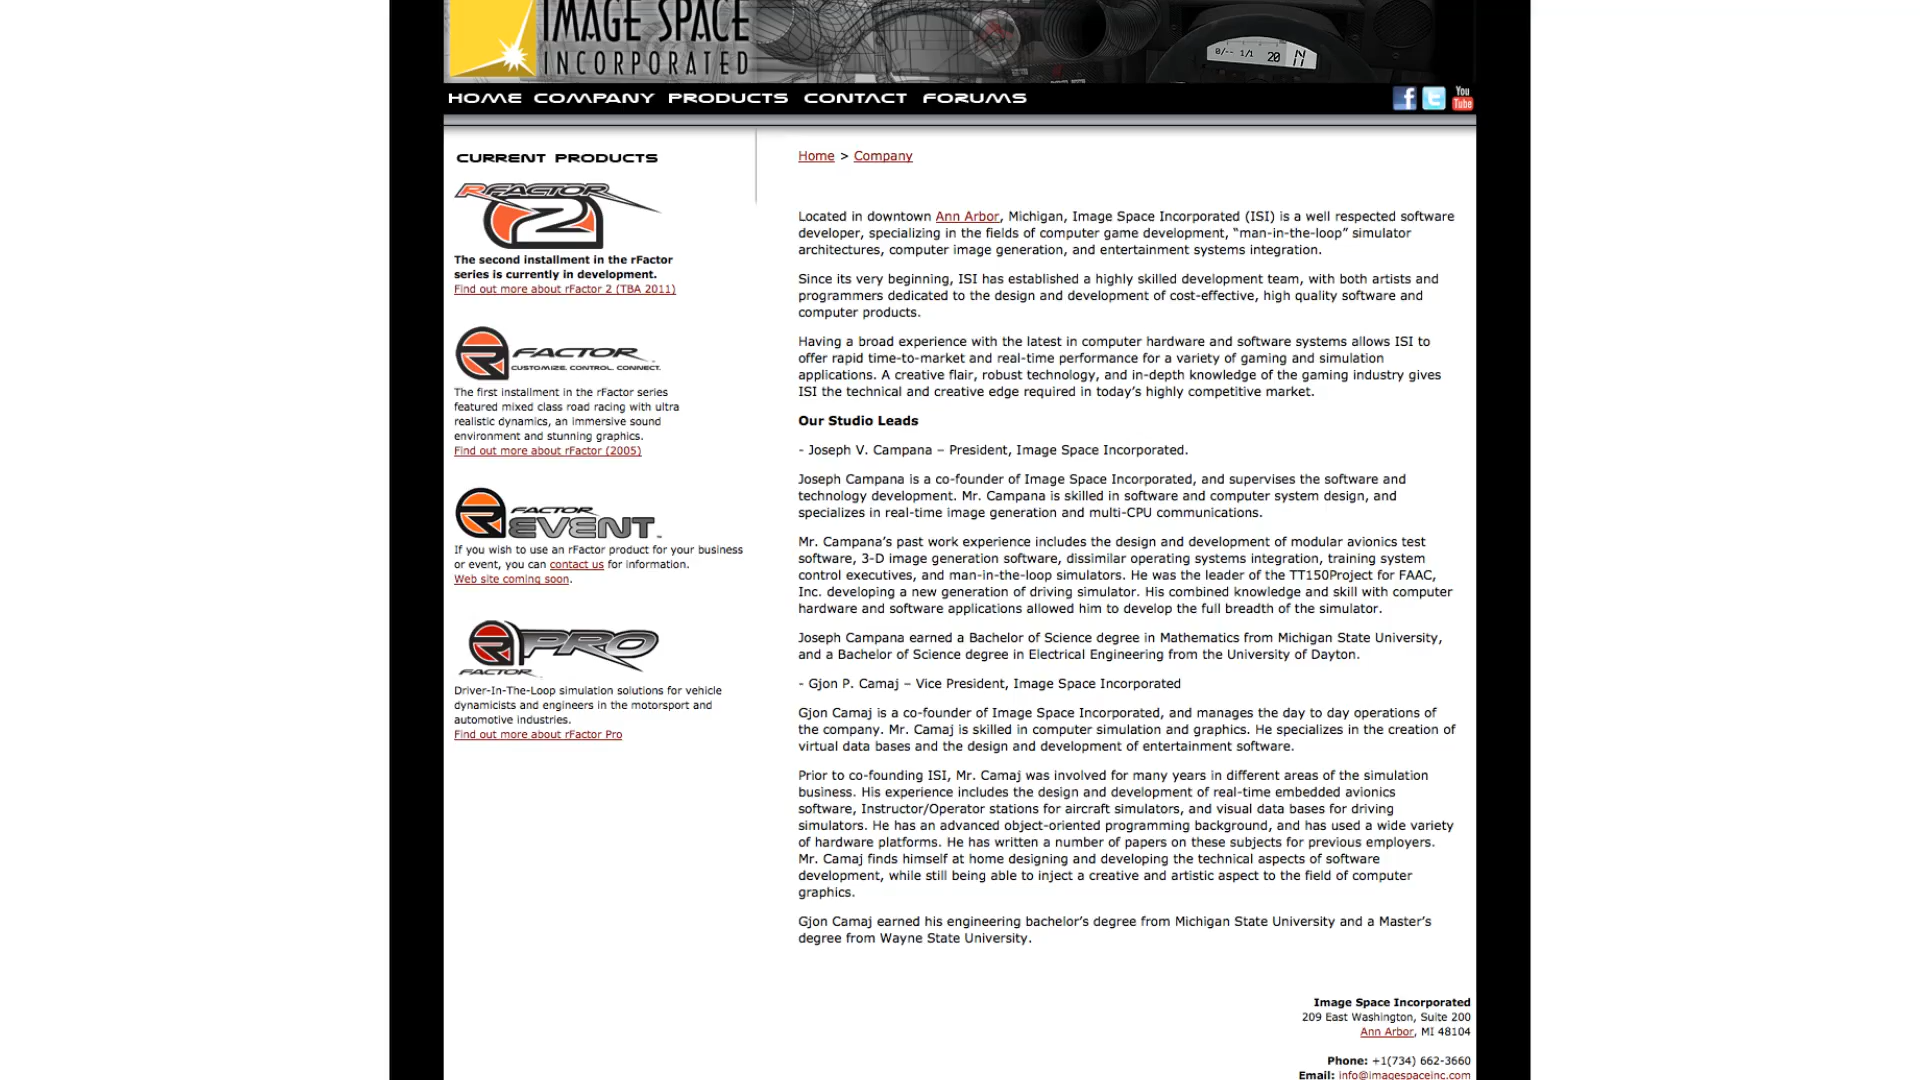 IMAGE SPACE
INCORPORATED
0/-- 1/1 20 N
HOME COMPANY PRODUCTS CONTACT FORUMS
You
Tube
CURRENT PRODUCTS
RFACTOR
2
The second installment in the rFactor
series is currently in development.
Find out more about rFactor 2 (TBA 2011)
FACTOR
CUSTOMIZE. CONTROL. CONNECT.
The first installment in the rFactor series
featured mixed class road racing with ultra
realistic dynamics, an immersive sound
environment and stunning graphics.
Find out more about rFactor (2005)
FACTOR
EVENT
If you wish to use an rFactor product for your business
or event, you can contact us for information.
Web site coming soon.
PRO
FACTOR
Driver-In-The-Loop simulation solutions for vehicle
dynamicists and engineers in the motorsport and
automotive industries.
Find out more about rFactor Pro
Home > Company
Located in downtown Ann Arbor, Michigan, Image Space Incorporated (ISI) is a well respected software
developer, specializing in the fields of computer game development, “man-in-the-loop” simulator
architectures, computer image generation, and entertainment systems integration.
Since its very beginning, ISI has established a highly skilled development team, with both artists and
programmers dedicated to the design and development of cost-effective, high quality software and
computer products.
Having a broad experience with the latest in computer hardware and software systems allows ISI to
offer rapid time-to-market and real-time performance for a variety of gaming and simulation
applications. A creative flair, robust technology, and in-depth knowledge of the gaming industry gives
ISI the technical and creative edge required in today’s highly competitive market.
Our Studio Leads
- Joseph V. Campana – President, Image Space Incorporated.
Joseph Campana is a co-founder of Image Space Incorporated, and supervises the software and
technology development. Mr. Campana is skilled in software and computer system design, and
specializes in real-time image generation and multi-CPU communications.
Mr. Campana’s past work experience includes the design and development of modular avionics test
software, 3-D image generation software, dissimilar operating systems integration, training system
control executives, and man-in-the-loop simulators. He was the leader of the TT150Project for FAAC,
Inc. developing a new generation of driving simulator. His combined knowledge and skill with computer
hardware and software applications allowed him to develop the full breadth of the simulator.
Joseph Campana earned a Bachelor of Science degree in Mathematics from Michigan State University,
and a Bachelor of Science degree in Electrical Engineering from the University of Dayton.
- Gjon P. Camaj – Vice President, Image Space Incorporated
Gjon Camaj is a co-founder of Image Space Incorporated, and manages the day to day operations of
the company. Mr. Camaj is skilled in computer simulation and graphics. He specializes in the creation of
virtual data bases and the design and development of entertainment software.
Prior to co-founding ISI, Mr. Camaj was involved for many years in different areas of the simulation
business. His experience includes the design and development of real-time embedded avionics
software, Instructor/Operator stations for aircraft simulators, and visual data bases for driving
simulators. He has an advanced object-oriented programming background, and has used a wide variety
of hardware platforms. He has written a number of papers on these subjects for previous employers.
Mr. Camaj finds himself at home designing and developing the technical aspects of software
development, while still being able to inject a creative and artistic aspect to the field of computer
graphics.
Gjon Camaj earned his engineering bachelor’s degree from Michigan State University and a Master’s
degree from Wayne State University.
Image Space Incorporated
209 East Washington, Suite 200
Ann Arbor, MI 48104
Phone: +1(734) 662-3660
Email: info@imagespaceinc.com